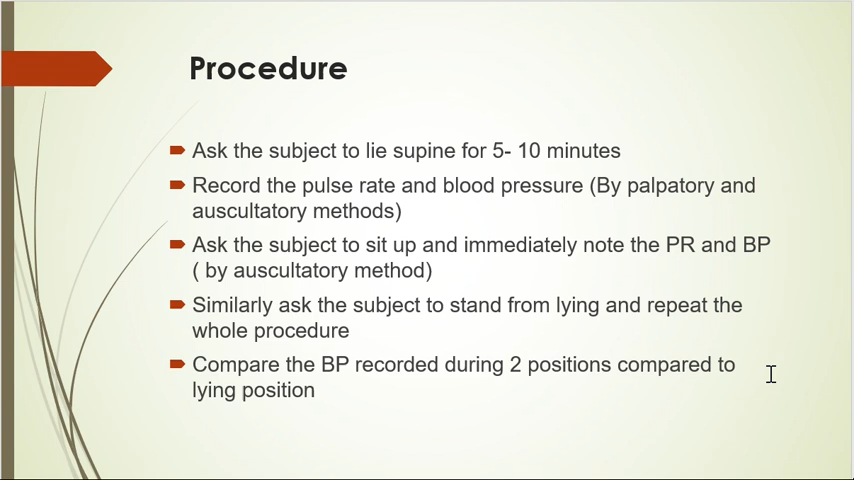 Procedure
Ask the subject to lie supine for 5- 10 minutes
Record the pulse rate and blood pressure (By palpatory and
auscultatory methods)
Ask the subject to sit up and immediately note the PR and BP
( by auscultatory method)
Similarly ask the subject to stand from lying and repeat the
whole procedure
Compare the BP recorded during 2 positions compared to
lying position